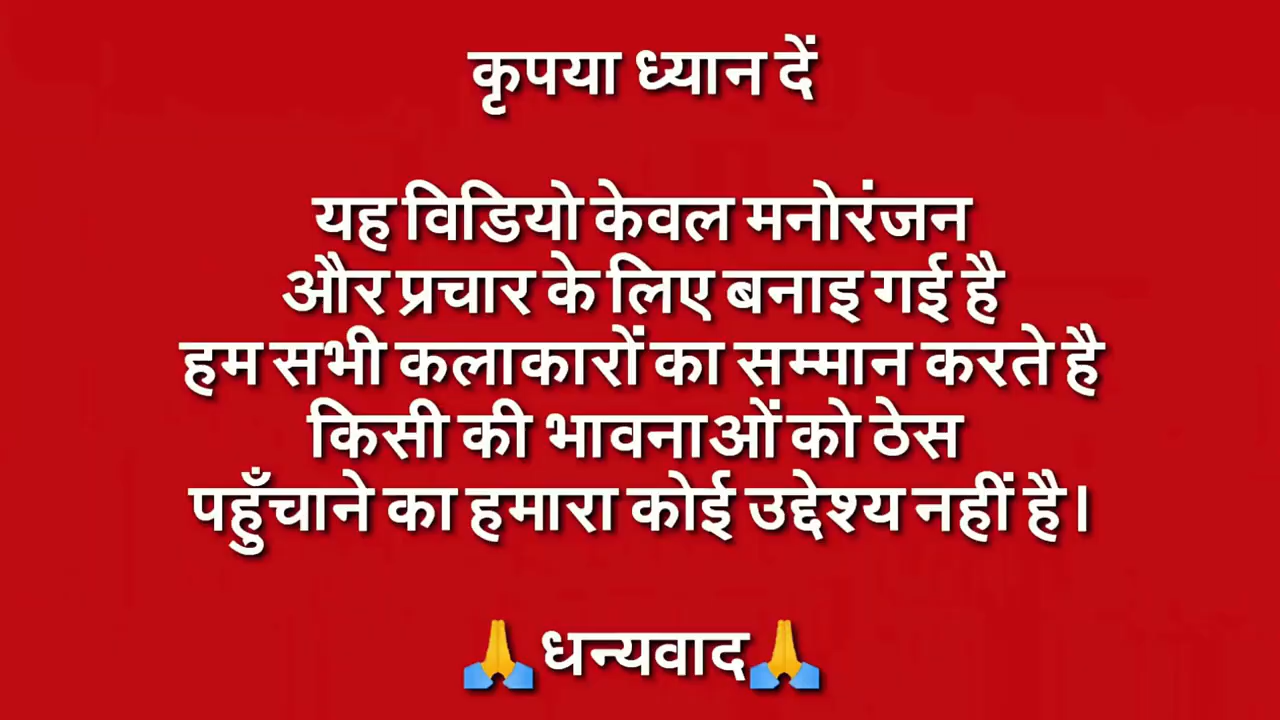 कृपया ध्यान दें
यह विडियो केवल मनोरंजन
और प्रचार के लिए बनाइ गई है
हम सभी कलाकारों का सम्मान करते है
किसी की भावनाओं को ठेस
पहुँचाने का हमारा कोई उद्देश्य नहीं है।
🙏धन्यवाद🙏